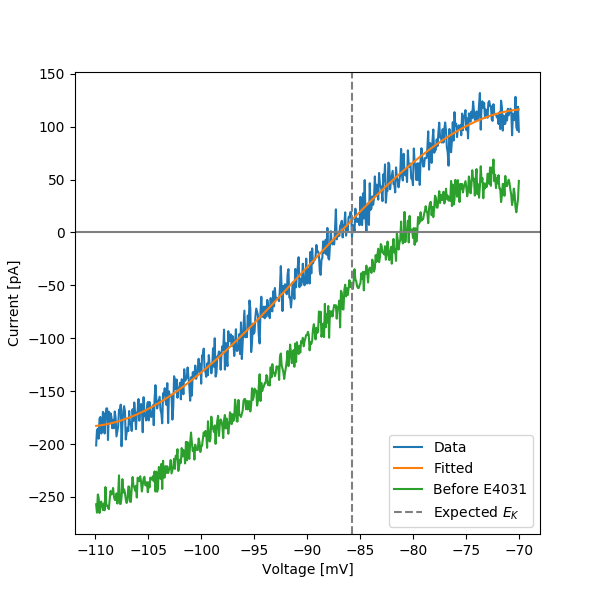 150
100
50
0
−50
−100
−150
−200
−250
Current [pA]
Data
Fitted
Before E4031
Expected E_K
−110 −105 −100 −95 −90 −85 −80 −75 −70
Voltage [mV]